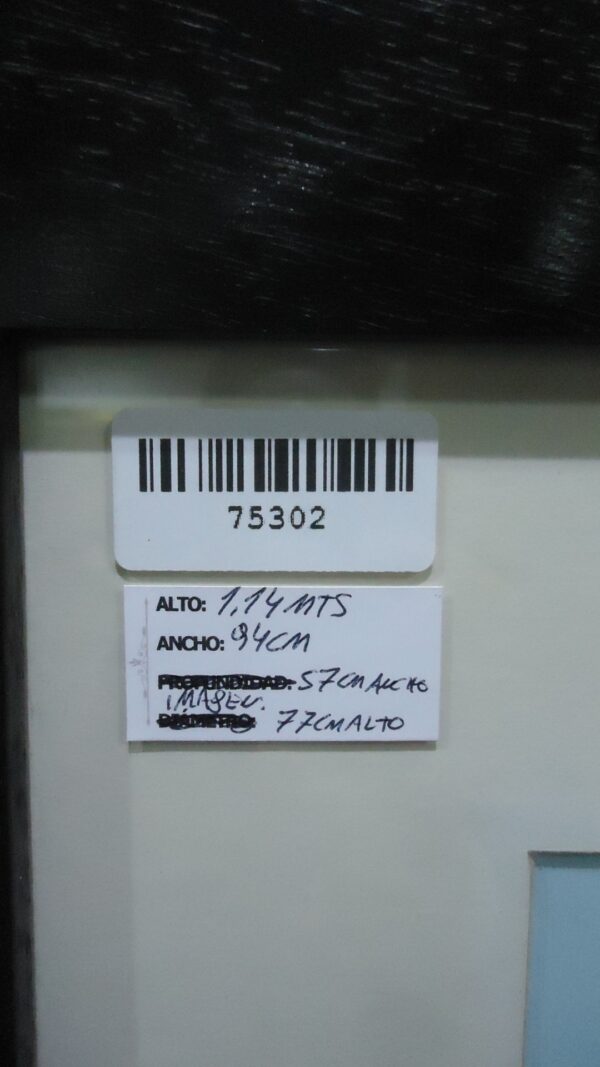 75302
ALTO: 1,14 MTS
ANCHO: 94CM
PROFUNDIDAD: 57CM ANCHO
IMAGEN.
DIÁMETRO: 77CM ALTO